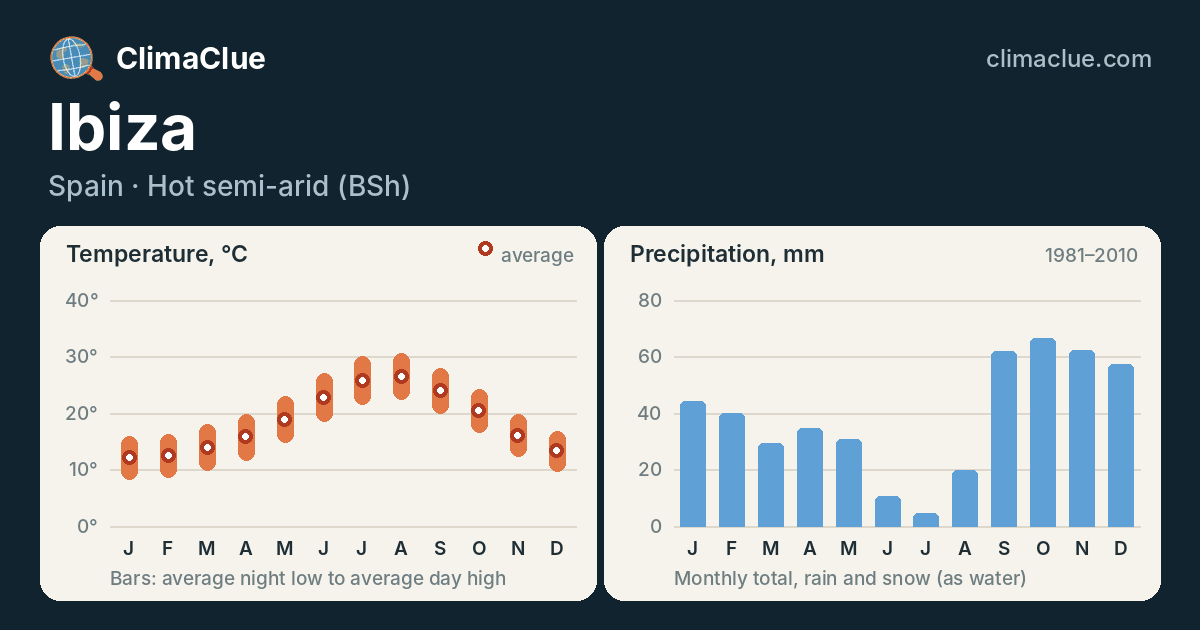 ClimaClue
climaclue.com
Ibiza
Spain · Hot semi-arid (BSh)
Temperature, °C
average
40°
30°
20°
10°
0°
J F M A M J J A S O N D
Bars: average night low to average day high
Precipitation, mm
1981–2010
80
60
40
20
0
J F M A M J J A S O N D
Monthly total, rain and snow (as water)